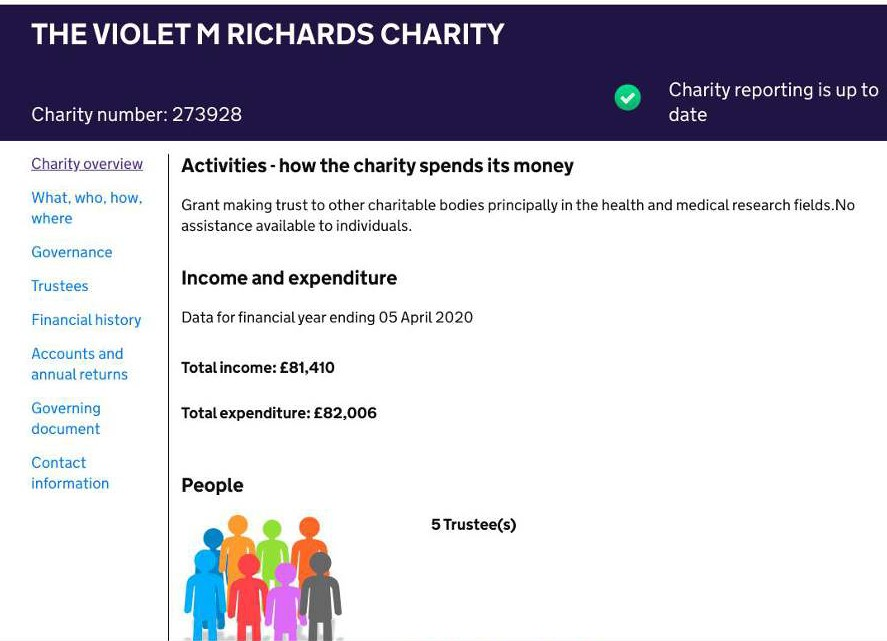 THE VIOLET M RICHARDS CHARITY
Charity number: 273928
Charity reporting is up to
date
Charity overview
What, who, how,
where
Governance
Trustees
Financial history
Accounts and
annual returns
Governing
document
Contact
information
Activities - how the charity spends its money
Grant making trust to other charitable bodies principally in the health and medical research fields.No
assistance available to individuals.
Income and expenditure
Data for financial year ending 05 April 2020
Total income: £81,410
Total expenditure: £82,006
People
5 Trustee(s)